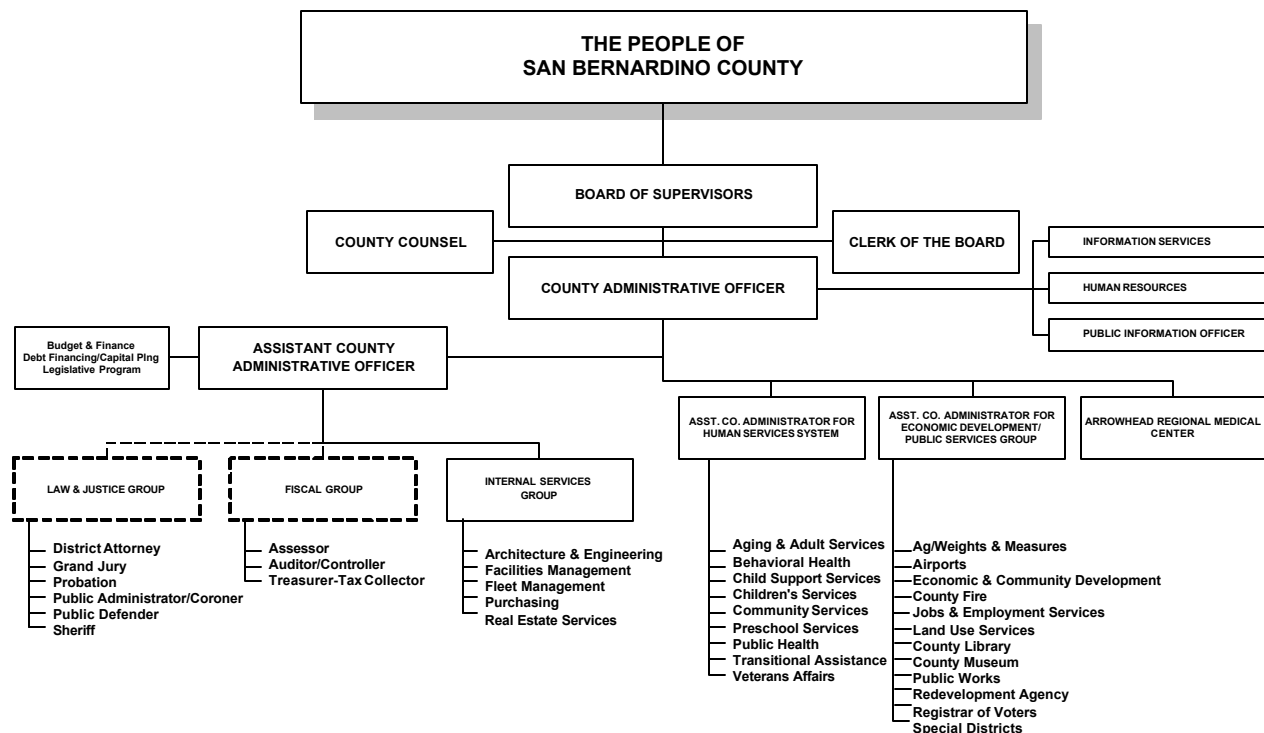 THE PEOPLE OF
SAN BERNARDINO COUNTY
BOARD OF SUPERVISORS
COUNTY COUNSEL
CLERK OF THE BOARD
INFORMATION SERVICES
COUNTY ADMINISTRATIVE OFFICER
HUMAN RESOURCES
PUBLIC INFORMATION OFFICER
Budget & Finance
Debt Financing/Capital Plng
Legislative Program
ASSISTANT COUNTY
ADMINISTRATIVE OFFICER
ASST. CO. ADMINISTRATOR FOR
HUMAN SERVICES SYSTEM
ASST. CO. ADMINISTRATOR FOR
ECONOMIC DEVELOPMENT/
PUBLIC SERVICES GROUP
ARROWHEAD REGIONAL MEDICAL
CENTER
LAW & JUSTICE GROUP
FISCAL GROUP
INTERNAL SERVICES
GROUP
District Attorney
Grand Jury
Probation
Public Administrator/Coroner
Public Defender
Sheriff
Assessor
Auditor/Controller
Treasurer-Tax Collector
Architecture & Engineering
Facilities Management
Fleet Management
Purchasing
Real Estate Services
Aging & Adult Services
Behavioral Health
Child Support Services
Children's Services
Community Services
Preschool Services
Public Health
Transitional Assistance
Veterans Affairs
Ag/Weights & Measures
Airports
Economic & Community Development
County Fire
Jobs & Employment Services
Land Use Services
County Library
County Museum
Public Works
Redevelopment Agency
Registrar of Voters
Special Districts